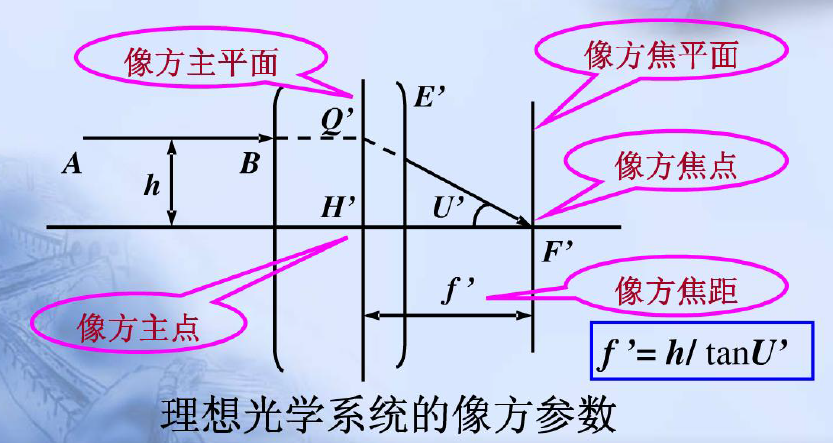 像方主平面
像方焦平面
E’
Q’
A
B
h
像方焦点
H’
U’
F’
f ’
像方焦距
像方主点
f ’= h/ tanU’
理想光学系统的像方参数